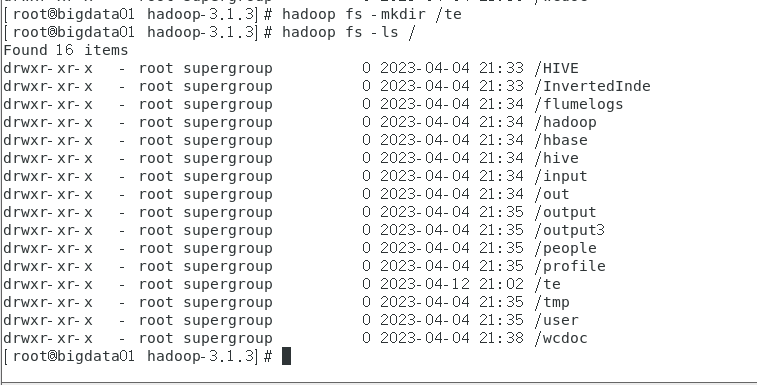 [root@bigdata01 hadoop-3.1.3]# hadoop fs -mkdir /te
[root@bigdata01 hadoop-3.1.3]# hadoop fs -ls /
Found 16 items
drwxr-xr-x   - root supergroup          0 2023-04-04 21:33 /HIVE
drwxr-xr-x   - root supergroup          0 2023-04-04 21:33 /InvertedInde
drwxr-xr-x   - root supergroup          0 2023-04-04 21:34 /flumelogs
drwxr-xr-x   - root supergroup          0 2023-04-04 21:34 /hadoop
drwxr-xr-x   - root supergroup          0 2023-04-04 21:34 /hbase
drwxr-xr-x   - root supergroup          0 2023-04-04 21:34 /hive
drwxr-xr-x   - root supergroup          0 2023-04-04 21:34 /input
drwxr-xr-x   - root supergroup          0 2023-04-04 21:34 /out
drwxr-xr-x   - root supergroup          0 2023-04-04 21:35 /output
drwxr-xr-x   - root supergroup          0 2023-04-04 21:35 /output3
drwxr-xr-x   - root supergroup          0 2023-04-04 21:35 /people
drwxr-xr-x   - root supergroup          0 2023-04-04 21:35 /profile
drwxr-xr-x   - root supergroup          0 2023-04-12 21:02 /te
drwxr-xr-x   - root supergroup          0 2023-04-04 21:35 /tmp
drwxr-xr-x   - root supergroup          0 2023-04-04 21:35 /user
drwxr-xr-x   - root supergroup          0 2023-04-04 21:38 /wcdoc
[root@bigdata01 hadoop-3.1.3]#